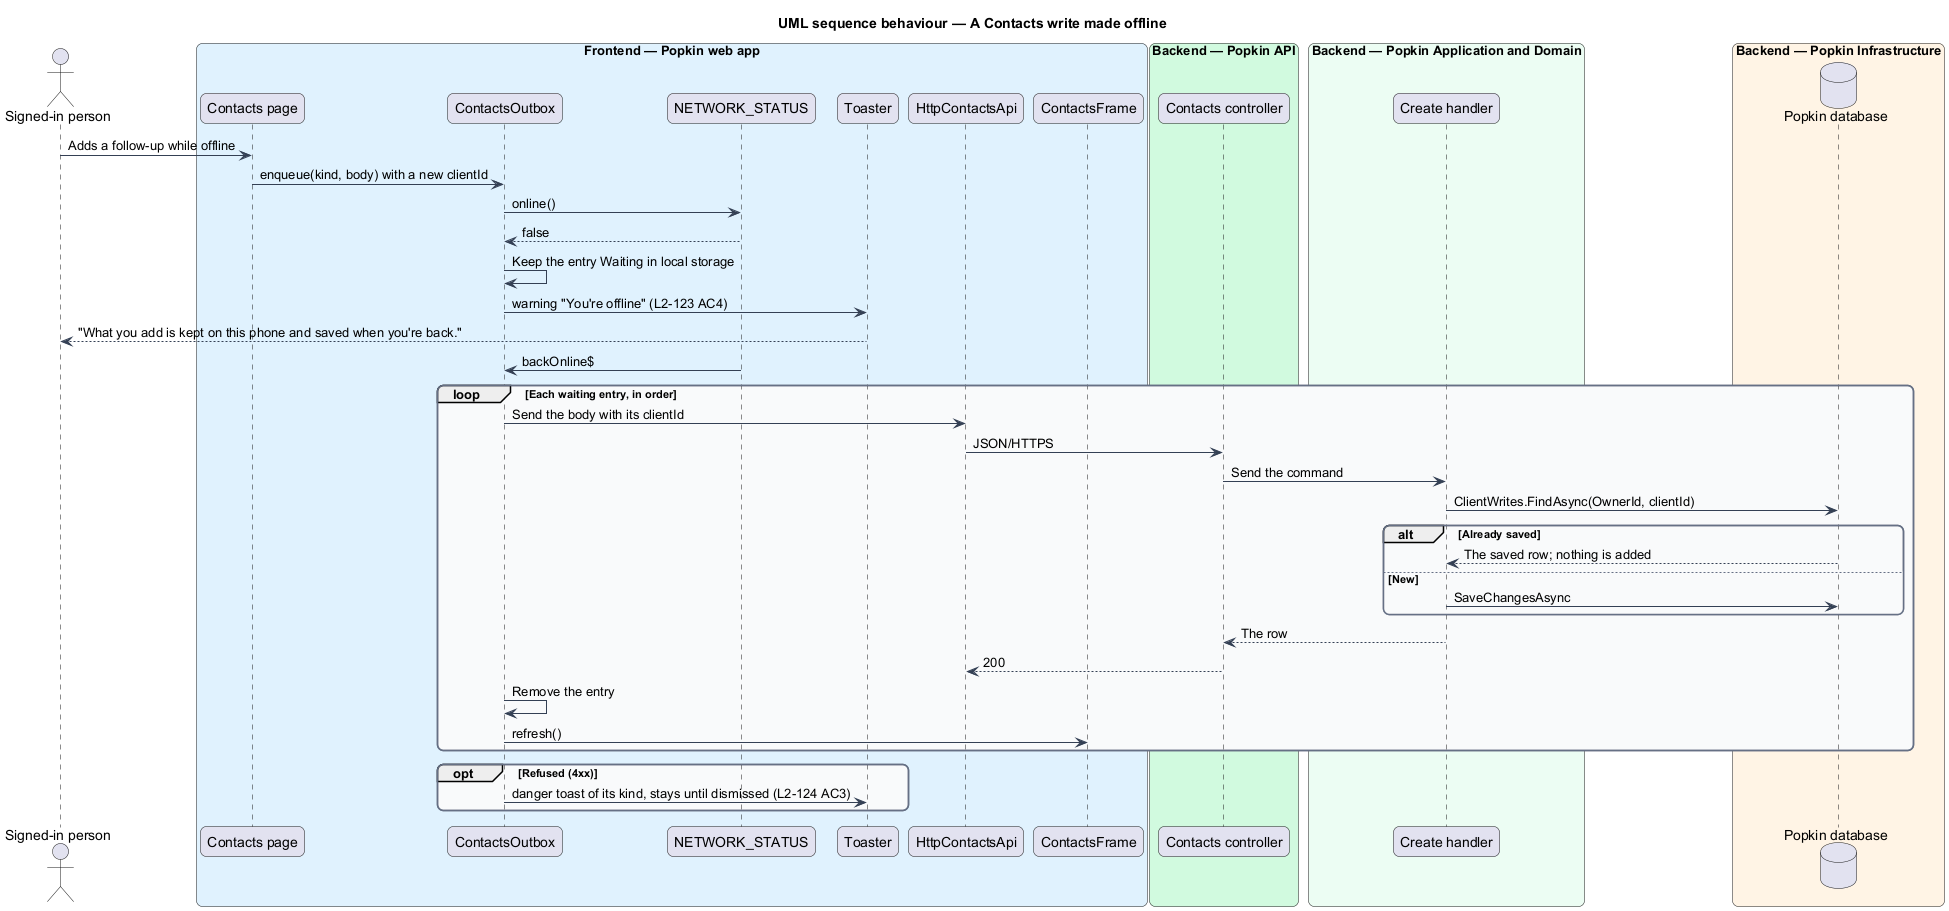 UML sequence behaviour — A Contacts write made offline
Frontend — Popkin web app
Backend — Popkin API
Backend — Popkin Application and Domain
Backend — Popkin Infrastructure
Signed-in person
Contacts page
ContactsOutbox
NETWORK_STATUS
Toaster
HttpContactsApi
ContactsFrame
Contacts controller
Create handler
Popkin database
Adds a follow-up while offline
enqueue(kind, body) with a new clientId
online()
false
Keep the entry Waiting in local storage
warning "You're offline" (L2-123 AC4)
"What you add is kept on this phone and saved when you're back."
backOnline$
loop
[Each waiting entry, in order]
Send the body with its clientId
JSON/HTTPS
Send the command
ClientWrites.FindAsync(OwnerId, clientId)
alt
[Already saved]
The saved row; nothing is added
[New]
SaveChangesAsync
The row
200
Remove the entry
refresh()
opt
[Refused (4xx)]
danger toast of its kind, stays until dismissed (L2-124 AC3)
Signed-in person
Contacts page
ContactsOutbox
NETWORK_STATUS
Toaster
HttpContactsApi
ContactsFrame
Contacts controller
Create handler
Popkin database